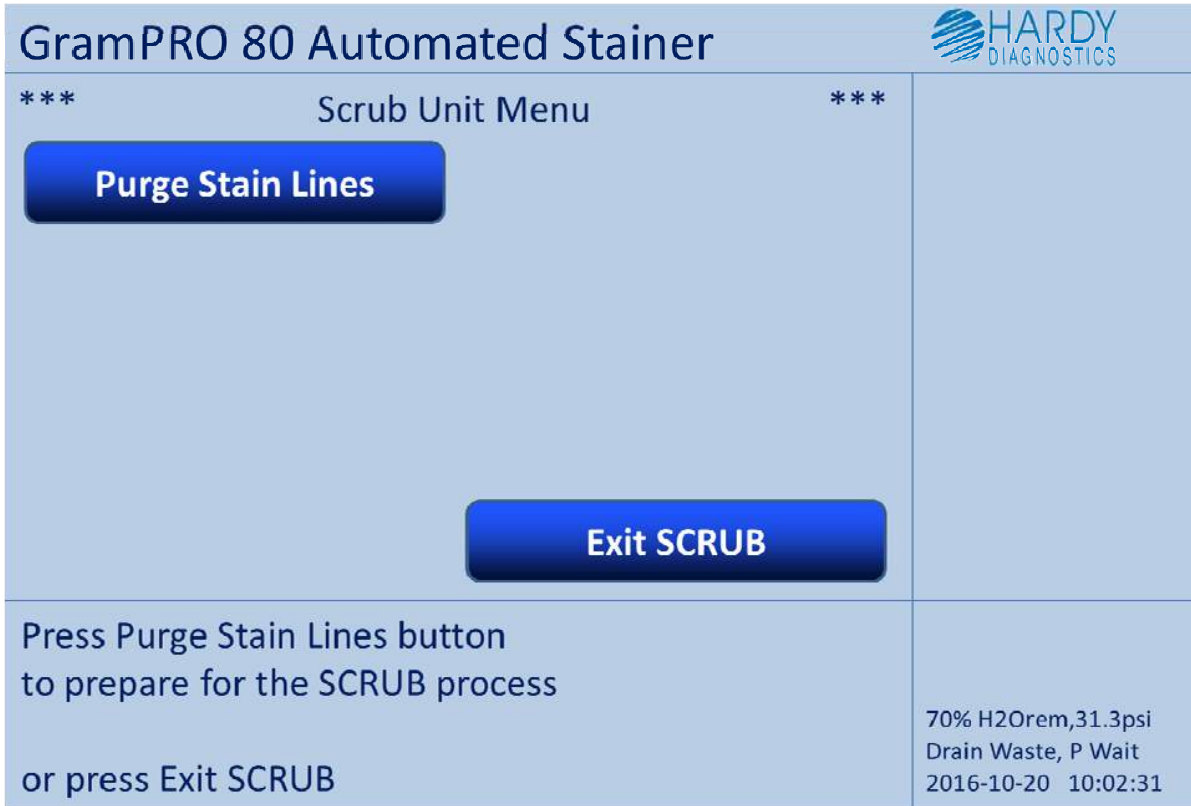 GramPRO 80 Automated Stainer
HARDY
DIAGNOSTICS
*** Scrub Unit Menu ***
Purge Stain Lines
Exit SCRUB
Press Purge Stain Lines button
to prepare for the SCRUB process
or press Exit SCRUB
70% H2Orem,31.3psi
Drain Waste, P Wait
2016-10-20 10:02:31